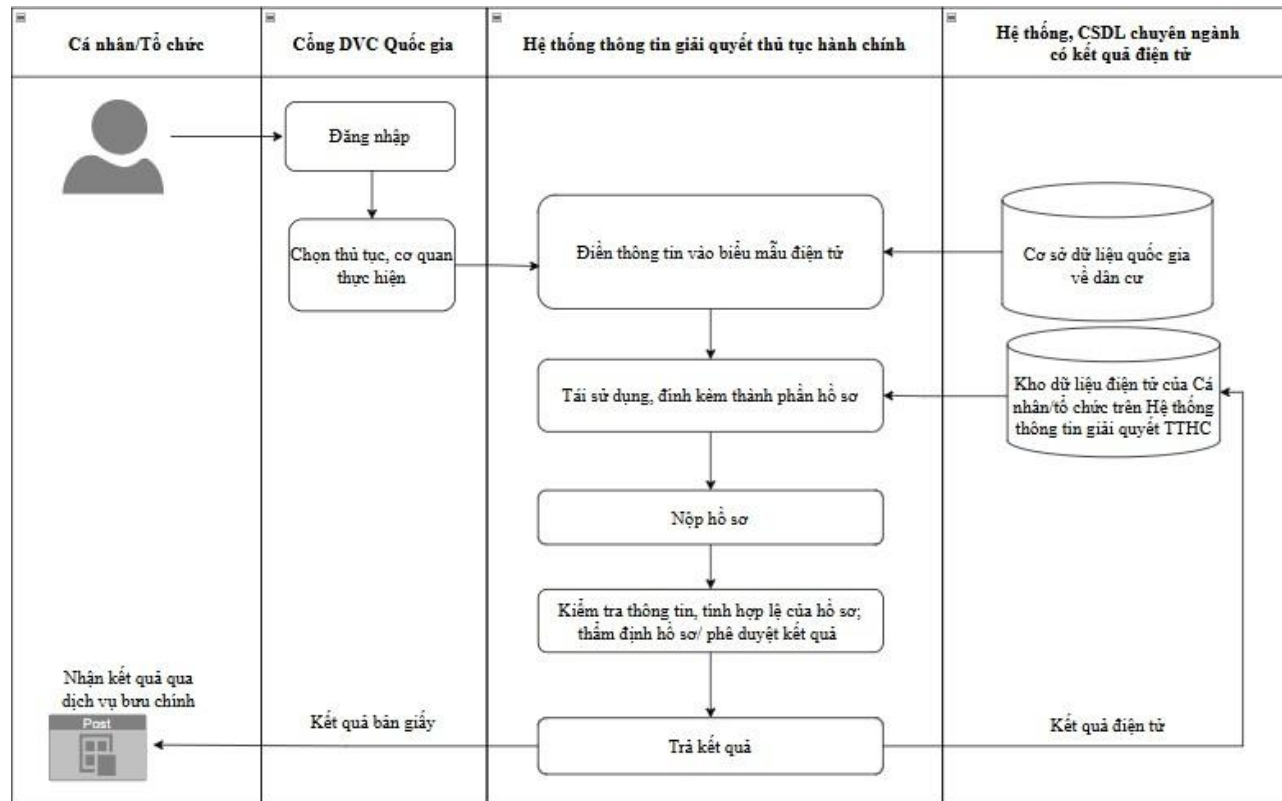 Cá nhân/Tổ chức
Cổng DVC Quốc gia
Hệ thống thông tin giải quyết thủ tục hành chính
Hệ thống, CSDL chuyên ngành
có kết quả điện tử
Đăng nhập
Chọn thủ tục, cơ quan
thực hiện
Điền thông tin vào biểu mẫu điện tử
Cơ sở dữ liệu quốc gia
về dân cư
Tái sử dụng, đính kèm thành phần hồ sơ
Kho dữ liệu điện tử của Cá
nhân/tổ chức trên Hệ thống
thông tin giải quyết TTHC
Nộp hồ sơ
Kiểm tra thông tin, tính hợp lệ của hồ sơ;
thẩm định hồ sơ/ phê duyệt kết quả
Nhận kết quả qua
dịch vụ bưu chính
Post
Kết quả bản giấy
Trả kết quả
Kết quả điện tử